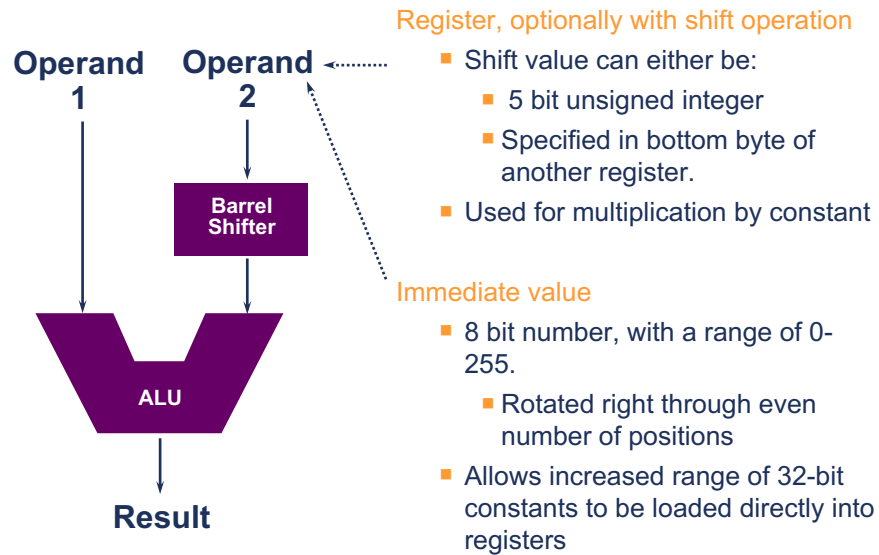 Operand
1
Operand
2
Barrel
Shifter
ALU
Result
Register, optionally with shift operation
Shift value can either be:
5 bit unsigned integer
Specified in bottom byte of
another register.
Used for multiplication by constant
Immediate value
8 bit number, with a range of 0-
255.
Rotated right through even
number of positions
Allows increased range of 32-bit
constants to be loaded directly into
registers